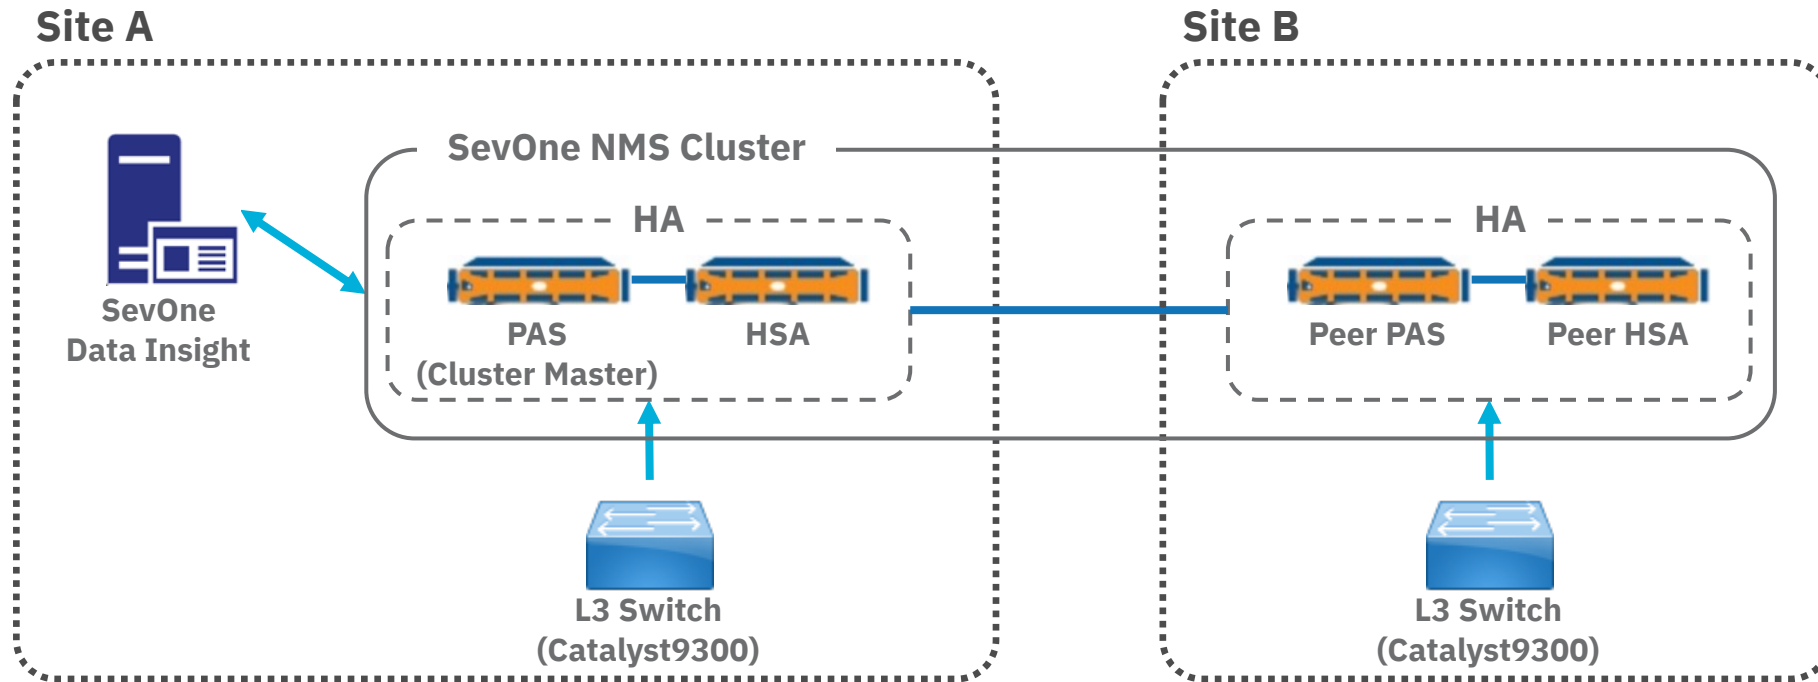 Site A
Site B
SevOne NMS Cluster
HA
HA
SevOne
Data Insight
PAS
(Cluster Master)
HSA
Peer PAS
Peer HSA
L3 Switch
(Catalyst9300)
L3 Switch
(Catalyst9300)